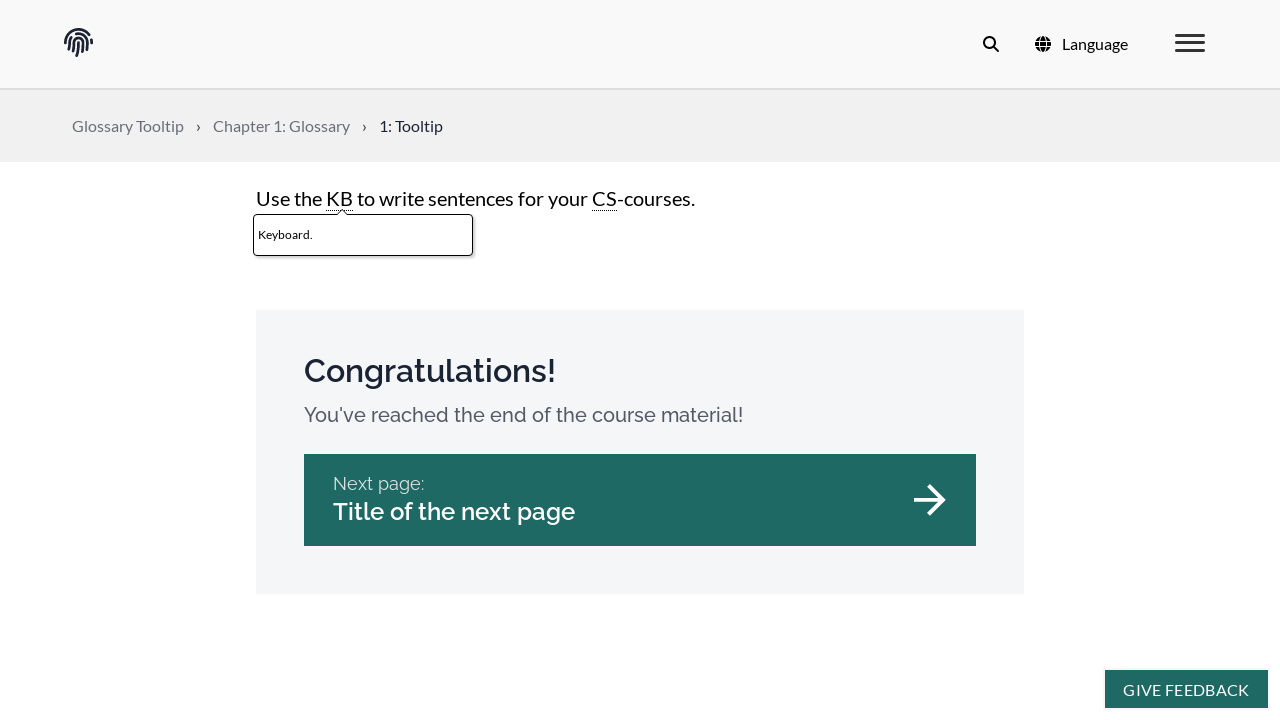 Language
Glossary Tooltip › Chapter 1: Glossary › 1: Tooltip
Use the KB to write sentences for your CS-courses.
Keyboard.
Congratulations!
You've reached the end of the course material!
Next page:
Title of the next page
GIVE FEEDBACK